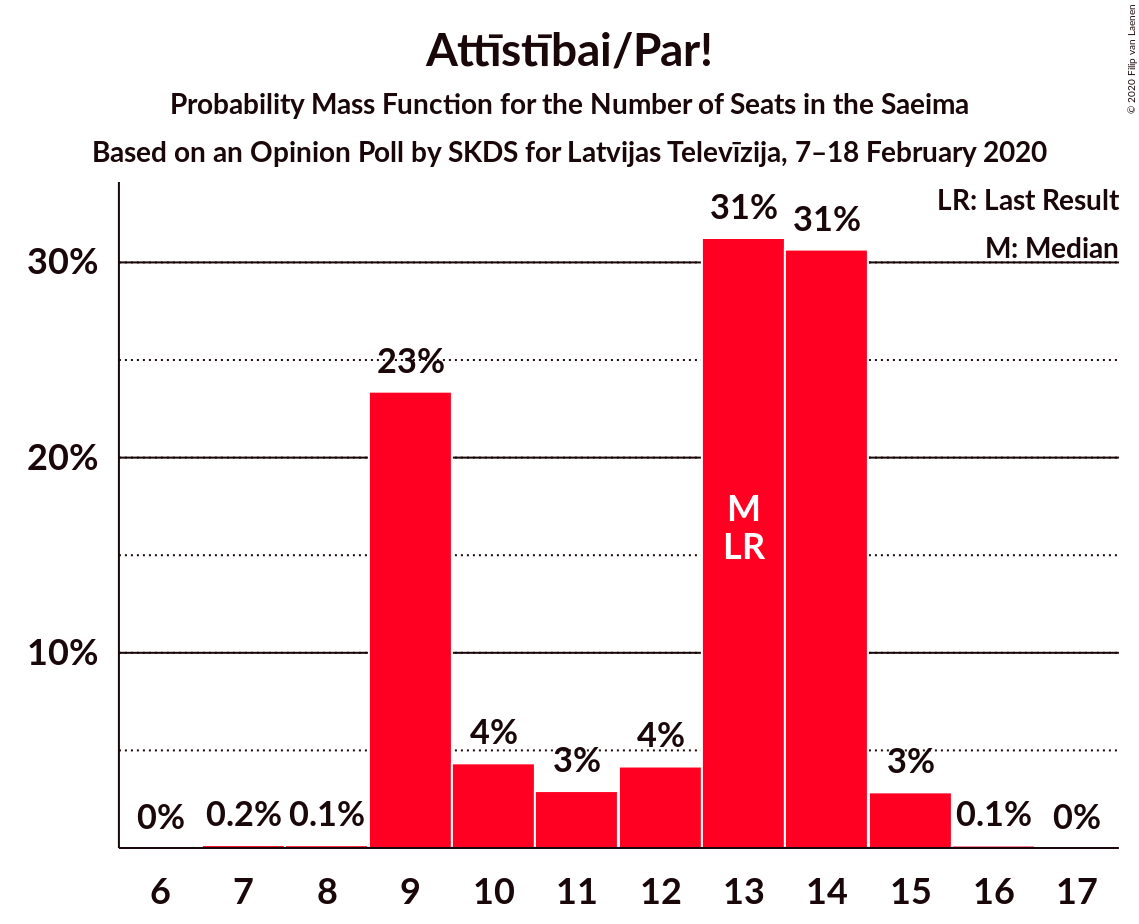 Attīstībai/Par!
Probability Mass Function for the Number of Seats in the Saeima
Based on an Opinion Poll by SKDS for Latvijas Televīzija, 7–18 February 2020
© 2020 Filip van Laenen
LR: Last Result
M: Median
30%
20%
10%
0%
0.2%
0.1%
23%
4%
3%
4%
31%
31%
3%
0.1%
0%
M
LR
6 7 8 9 10 11 12 13 14 15 16 17